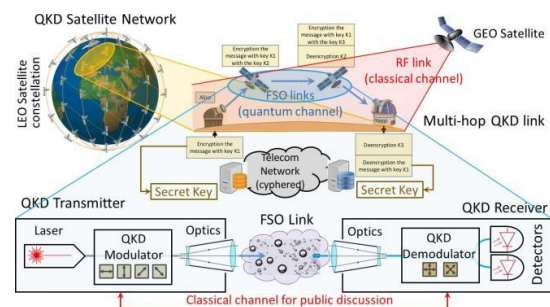 QKD Satellite Network
LEO Satellite
constellation
Encryption the
message with key K1
with the key K2
Encryption the
message with key K1
with the key K3
Deencryption K2
GEO Satellite
RF link
(classical channel)
Alice
FSO links
(quantum channel)
Multi-hop QKD link
Encryption the
message with key K1
Telecom
Network
(cyphered)
Deencryption K3
Deencryption the
message with key K1
Secret Key
Secret Key
QKD Transmitter
QKD Receiver
Laser
QKD
Modulator
Optics
FSO Link
Optics
QKD
Demodulator
Detectors
Classical channel for public discussion